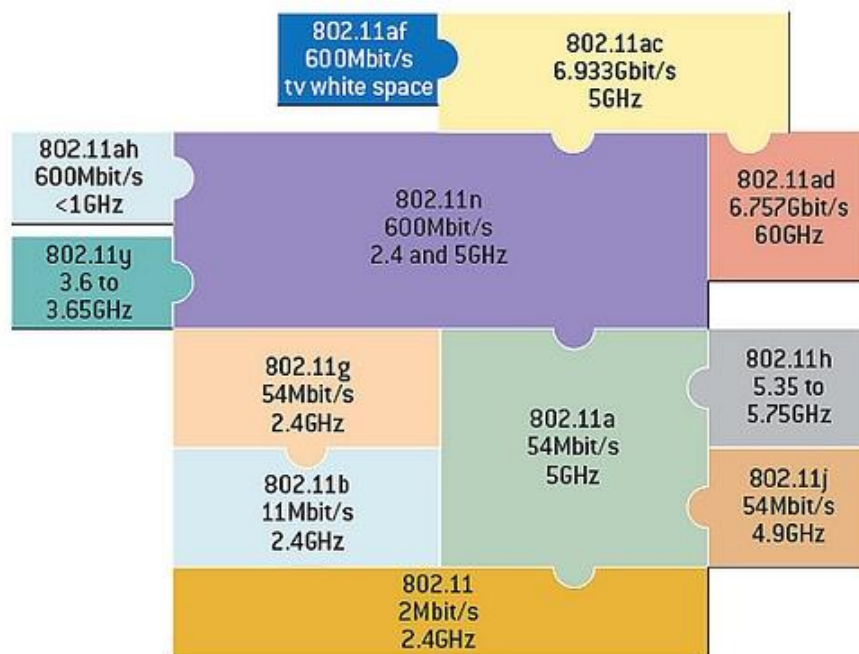 802.11af
600Mbit/s
tv white space
802.11ac
6.933Gbit/s
5GHz
802.11ah
600Mbit/s
<1GHz
802.11n
600Mbit/s
2.4 and 5GHz
802.11ad
6.757Gbit/s
60GHz
802.11y
3.6 to
3.65GHz
802.11g
54Mbit/s
2.4GHz
802.11a
54Mbit/s
5GHz
802.11h
5.35 to
5.75GHz
802.11b
11Mbit/s
2.4GHz
802.11j
54Mbit/s
4.9GHz
802.11
2Mbit/s
2.4GHz